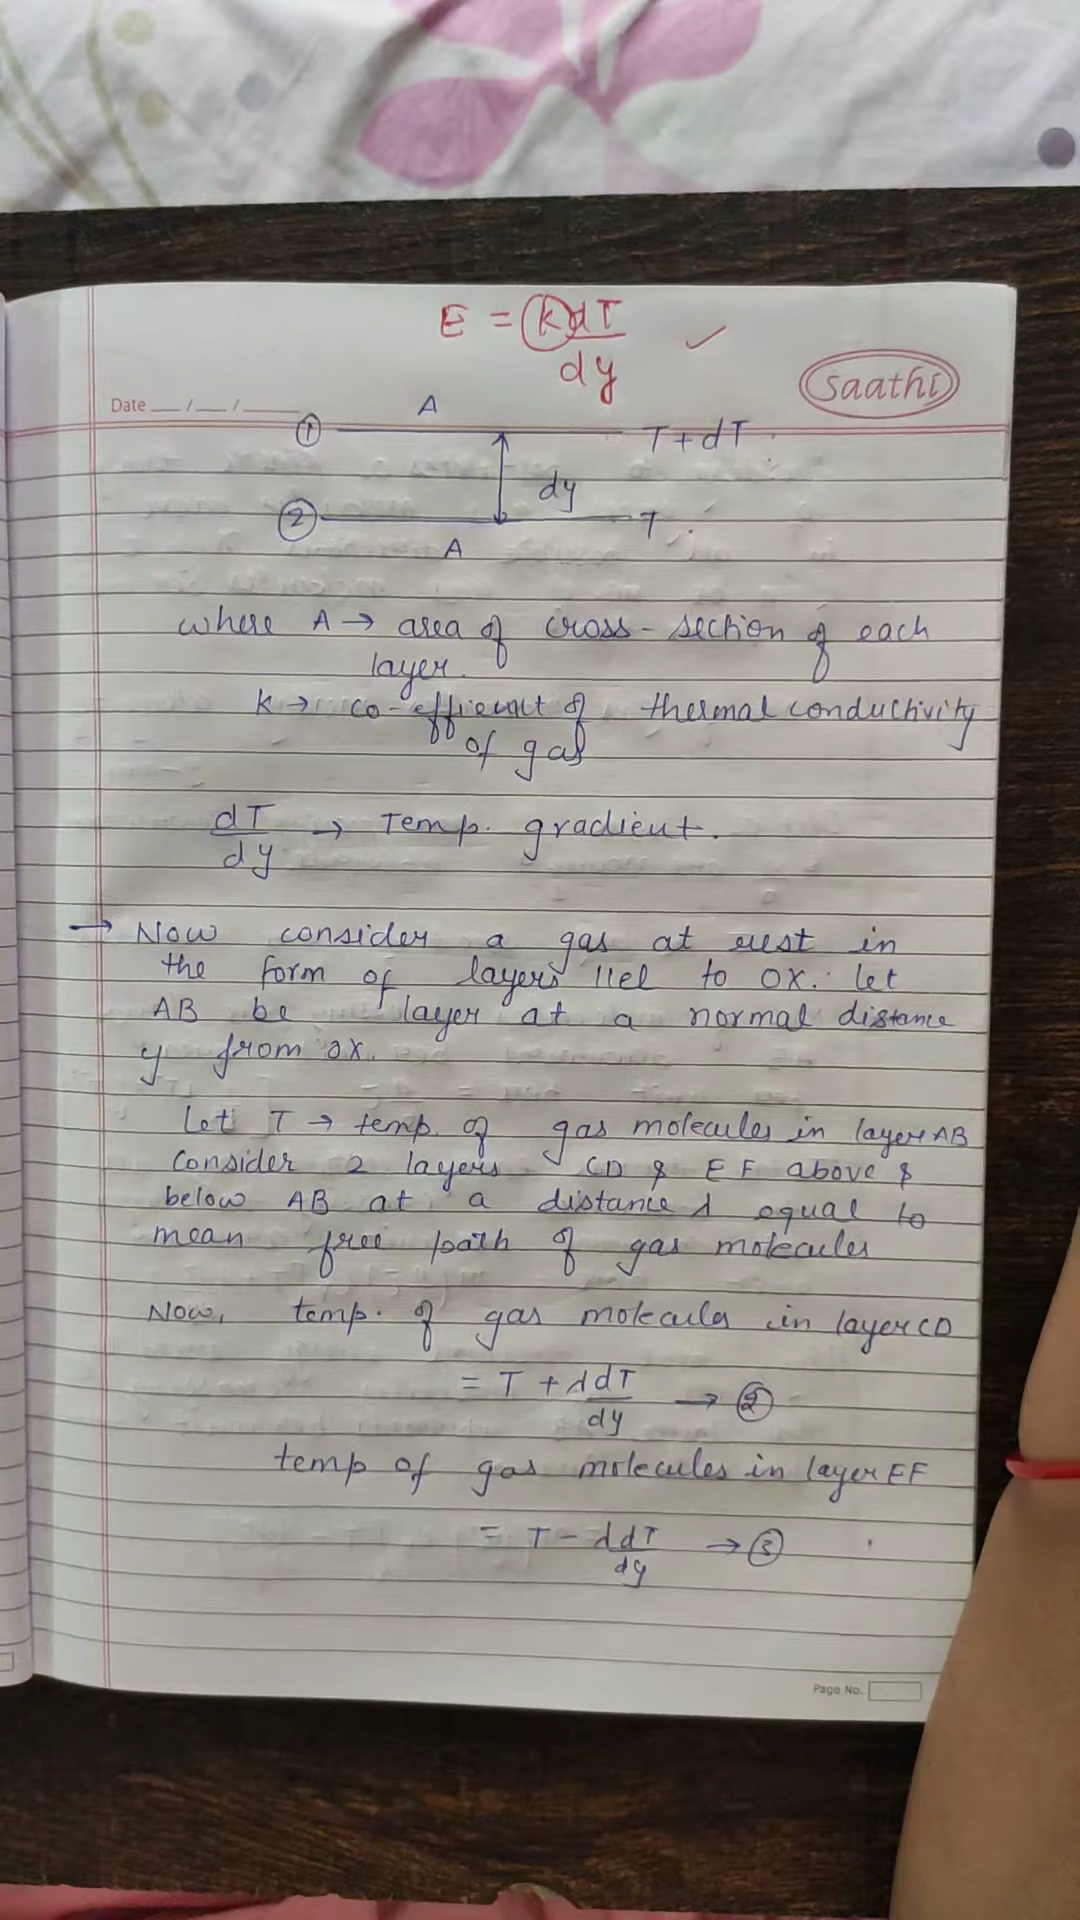 E = k dT
dy
saathi
Date __/__/____
A
① T + dT
dy
② T
A
where A → area of cross-section of each
layer.
k → co-efficient of thermal conductivity
of gas
dT
dy → Temp. gradient.
→ Now consider a gas at rest in
the form of layers llel to OX. let
AB be layer at a normal distance
y from OX.
Let T → temp. of gas molecules in layer AB
Consider 2 layers CD & EF above &
below AB at a distance λ equal to
mean free path of gas molecules
Now, temp. of gas molecules in layer CD
= T + λ dT → ②
dy
temp of gas molecules in layer EF
= T - λ dT → ③
dy
Page No.